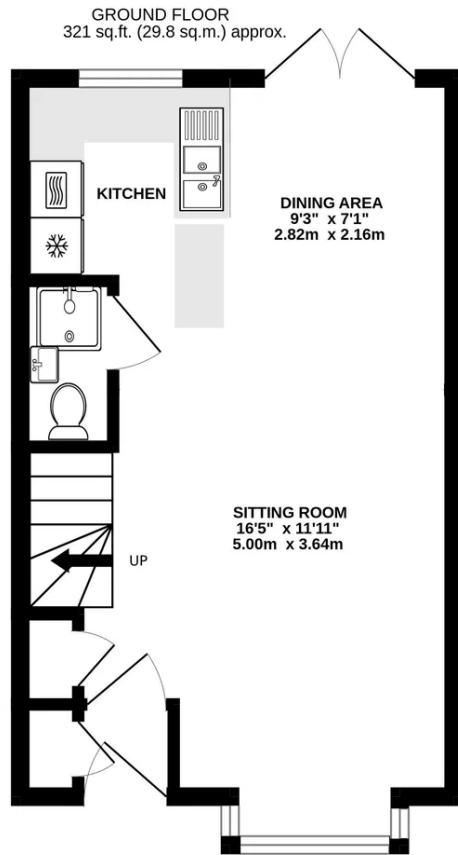 GROUND FLOOR
321 sq.ft. (29.8 sq.m.) approx.
KITCHEN
DINING AREA
9'3" x 7'1"
2.82m x 2.16m
SITTING ROOM
16'5" x 11'11"
5.00m x 3.64m
UP